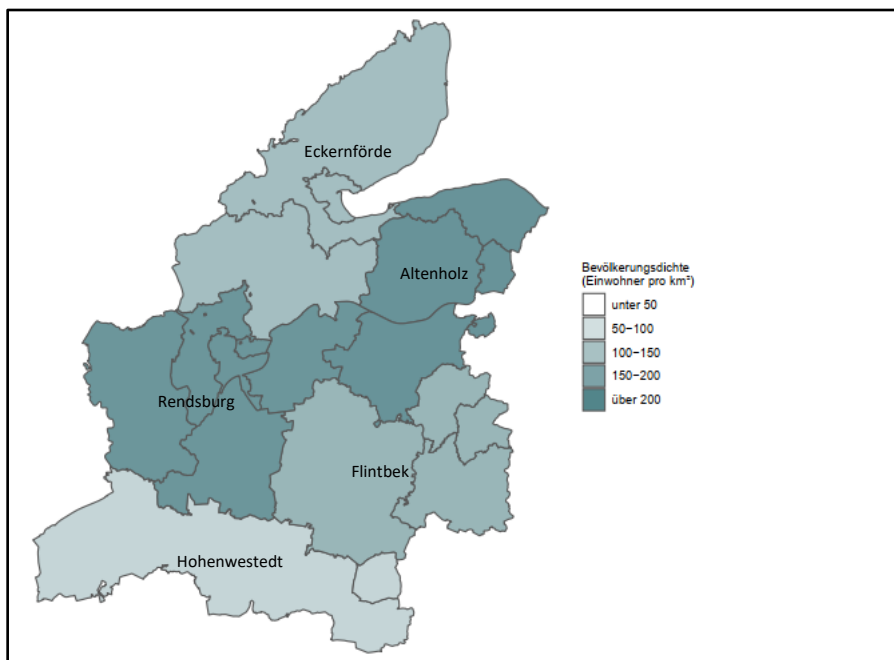 Eckernförde
Altenholz
Bevölkerungsdichte
(Einwohner pro km²)
unter 50
50−100
100−150
150−200
über 200
Rendsburg
Flintbek
Hohenwestedt